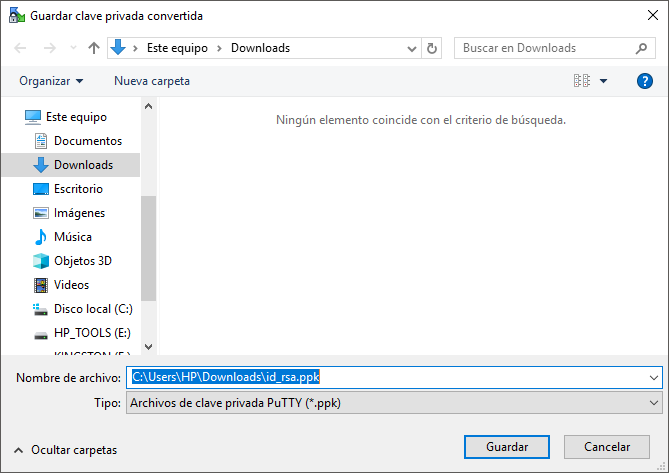 Guardar clave privada convertida
Este equipo Downloads
Buscar en Downloads
Organizar
Nueva carpeta
Este equipo
Documentos
Downloads
Escritorio
Imágenes
Música
Objetos 3D
Videos
Disco local (C:)
HP_TOOLS (E:)
Ningún elemento coincide con el criterio de búsqueda.
Nombre de archivo: C:\Users\HP\Downloads\id_rsa.ppk
Tipo: Archivos de clave privada PuTTY (*.ppk)
Ocultar carpetas
Guardar
Cancelar